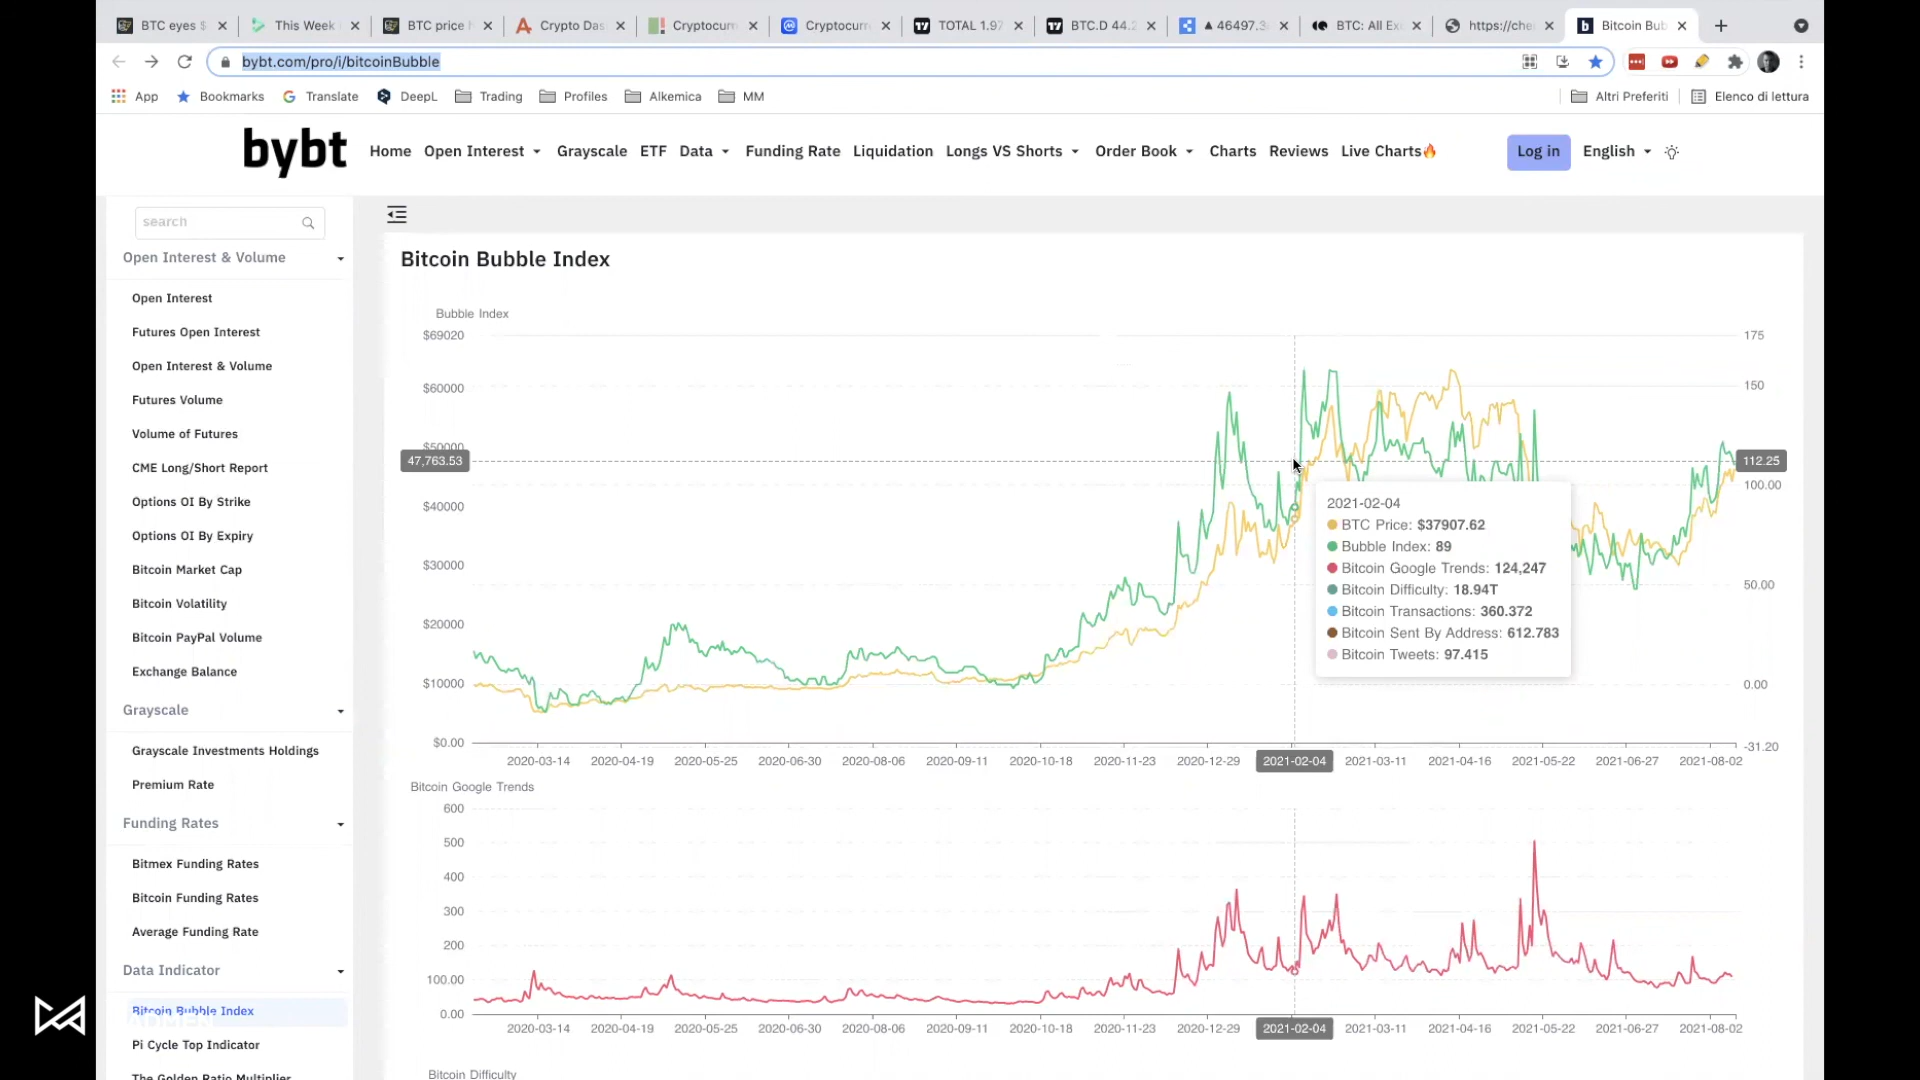 BTC eyes $
This Week
BTC price
Crypto Das
Cryptocurr
Cryptocurr
TOTAL 1.97
BTC.D 44.2
▲ 46497.3
BTC: All Exc
https://che
Bitcoin Bub
bybt.com/pro/i/bitcoinBubble
App
Bookmarks
Translate
DeepL
Trading
Profiles
Alkemica
MM
Altri Preferiti
Elenco di lettura
bybt
Home
Open Interest
Grayscale
ETF
Data
Funding Rate
Liquidation
Longs VS Shorts
Order Book
Charts
Reviews
Live Charts🔥
Log in
English
search
Open Interest & Volume
Open Interest
Futures Open Interest
Open Interest & Volume
Futures Volume
Volume of Futures
CME Long/Short Report
Options OI By Strike
Options OI By Expiry
Bitcoin Market Cap
Bitcoin Volatility
Bitcoin PayPal Volume
Exchange Balance
Grayscale
Grayscale Investments Holdings
Premium Rate
Funding Rates
Bitmex Funding Rates
Bitcoin Funding Rates
Average Funding Rate
Data Indicator
Bitcoin Bubble Index
Pi Cycle Top Indicator
The Golden Ratio Multiplier
Bitcoin Bubble Index
Bubble Index
$69020
$60000
$50000
47,763.53
$40000
$30000
$20000
$10000
$0.00
175
150
112.25
100.00
50.00
0.00
-31.20
2021-02-04
BTC Price: $37907.62
Bubble Index: 89
Bitcoin Google Trends: 124,247
Bitcoin Difficulty: 18.94T
Bitcoin Transactions: 360.372
Bitcoin Sent By Address: 612.783
Bitcoin Tweets: 97.415
2020-03-14 2020-04-19 2020-05-25 2020-06-30 2020-08-06 2020-09-11 2020-10-18 2020-11-23 2020-12-29 2021-02-04 2021-03-11 2021-04-16 2021-05-22 2021-06-27 2021-08-02
Bitcoin Google Trends
600
500
400
300
200
100.00
0.00
2020-03-14 2020-04-19 2020-05-25 2020-06-30 2020-08-06 2020-09-11 2020-10-18 2020-11-23 2020-12-29 2021-02-04 2021-03-11 2021-04-16 2021-05-22 2021-06-27 2021-08-02
Bitcoin Difficulty